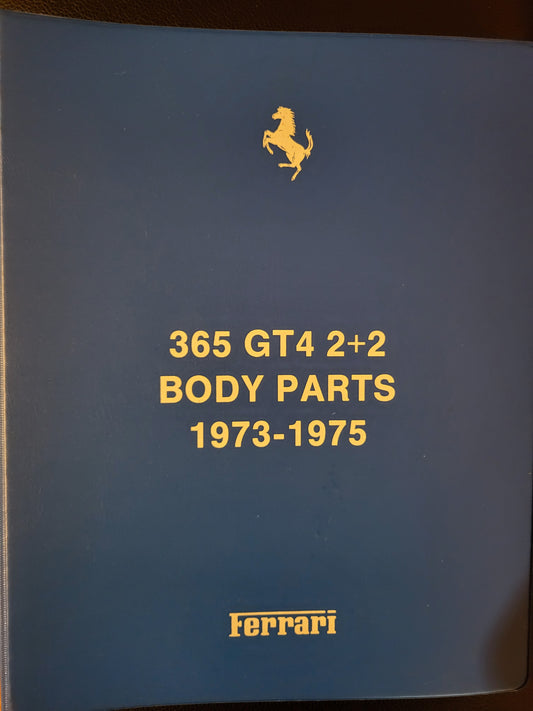 365 GT4 2+2
BODY PARTS
1973-1975
Ferrari